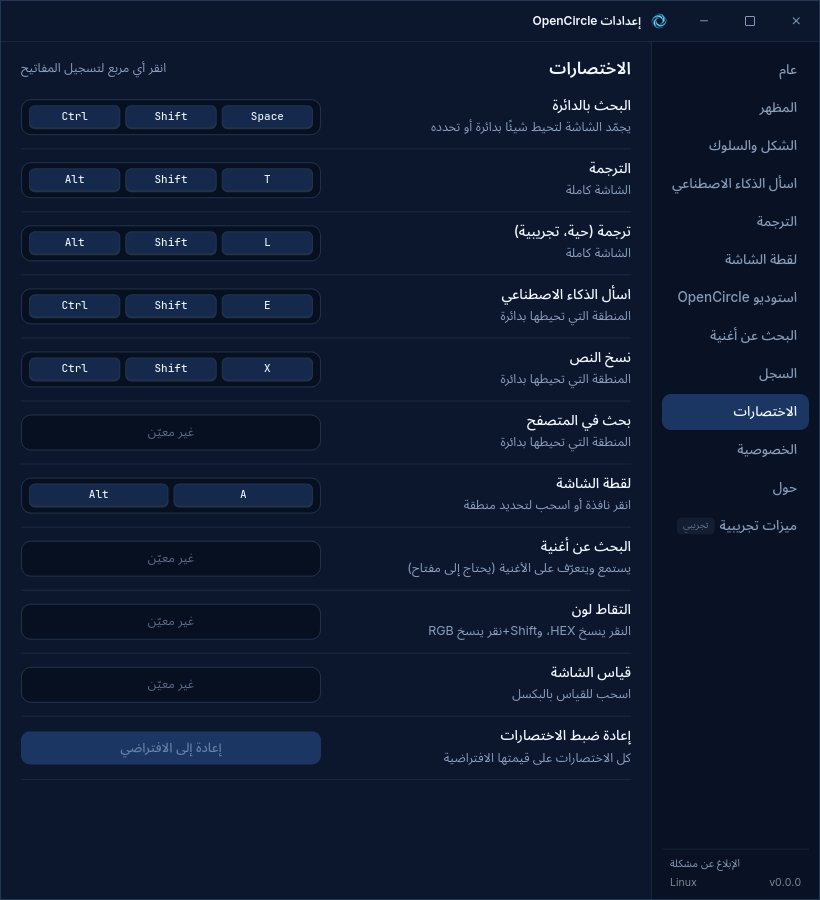 إعدادات OpenCircle
عام
المظهر
الشكل والسلوك
اسأل الذكاء الاصطناعي
الترجمة
لقطة الشاشة
استوديو OpenCircle
البحث عن أغنية
السجل
الاختصارات
الخصوصية
حول
ميزات تجريبية تجريبي
الإبلاغ عن مشكلة
v0.0.0 Linux
الاختصارات
انقر أي مربع لتسجيل المفاتيح
البحث بالدائرة
يجمّد الشاشة لتحيط شيئًا بدائرة أو تحدده
Ctrl Shift Space
الترجمة
الشاشة كاملة
Alt Shift T
ترجمة (حية، تجريبية)
الشاشة كاملة
Alt Shift L
اسأل الذكاء الاصطناعي
المنطقة التي تحيطها بدائرة
Ctrl Shift E
نسخ النص
المنطقة التي تحيطها بدائرة
Ctrl Shift X
بحث في المتصفح
المنطقة التي تحيطها بدائرة
غير معيّن
لقطة الشاشة
انقر نافذة أو اسحب لتحديد منطقة
Alt A
البحث عن أغنية
يستمع ويتعرّف على الأغنية (يحتاج إلى مفتاح)
غير معيّن
التقاط لون
النقر ينسخ HEX، وShift+نقر ينسخ RGB
غير معيّن
قياس الشاشة
اسحب للقياس بالبكسل
غير معيّن
إعادة ضبط الاختصارات
كل الاختصارات على قيمتها الافتراضية
إعادة إلى الافتراضي